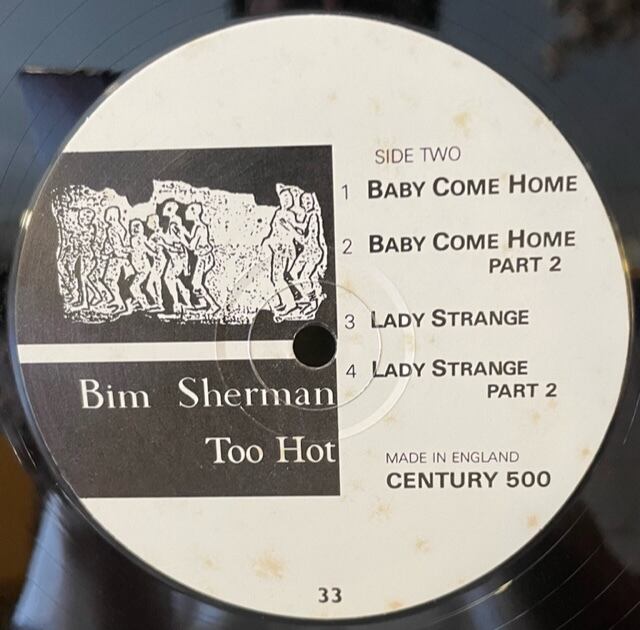 SIDE TWO
1 BABY COME HOME
2 BABY COME HOME
PART 2
3 LADY STRANGE
4 LADY STRANGE
PART 2
Bim Sherman
Too Hot
MADE IN ENGLAND
CENTURY 500
33